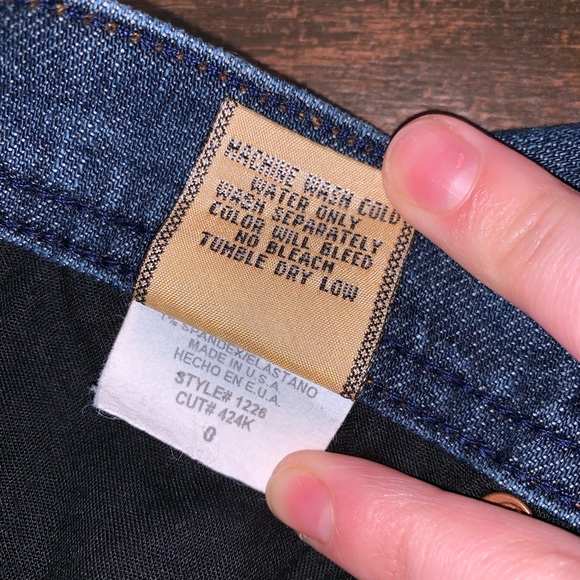 MACHINE WASH COLD
WATER ONLY
WASH SEPARATELY
COLOR WILL BLEED
NO BLEACH
TUMBLE DRY LOW
1% SPANDEX/ELASTANO
MADE IN U.S.A
HECHO EN E.U.A.
STYLE# 1226
CUT# 424K
0